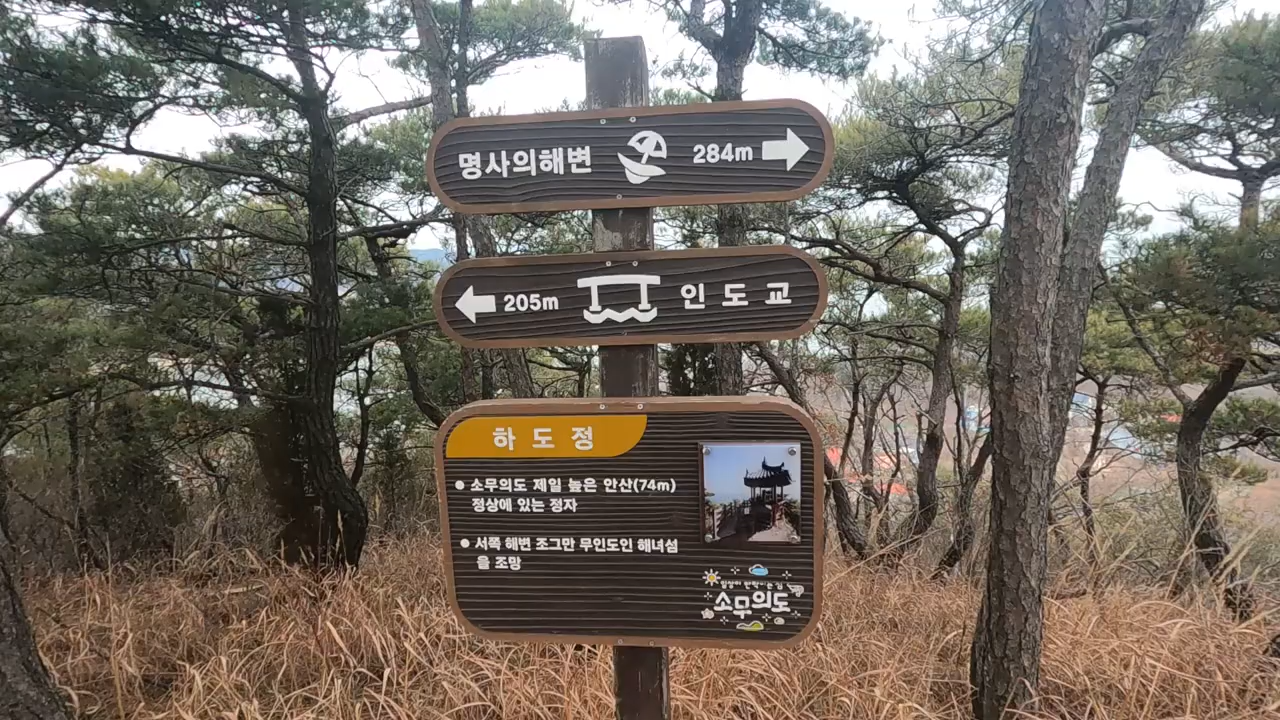 명사의해변 284m
205m 인도교
하도정
소무의도 제일 높은 안산(74m)
정상에 있는 정자
서쪽 해변 조그만 무인도인 해녀섬
을 조망
소무의도